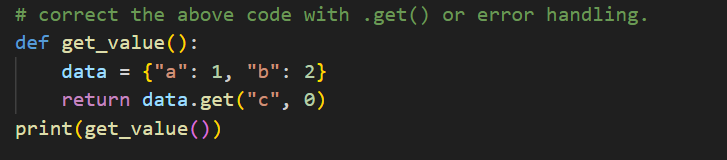 # correct the above code with .get() or error handling.
def get_value():
    data = {"a": 1, "b": 2}
    return data.get("c", 0)
print(get_value())